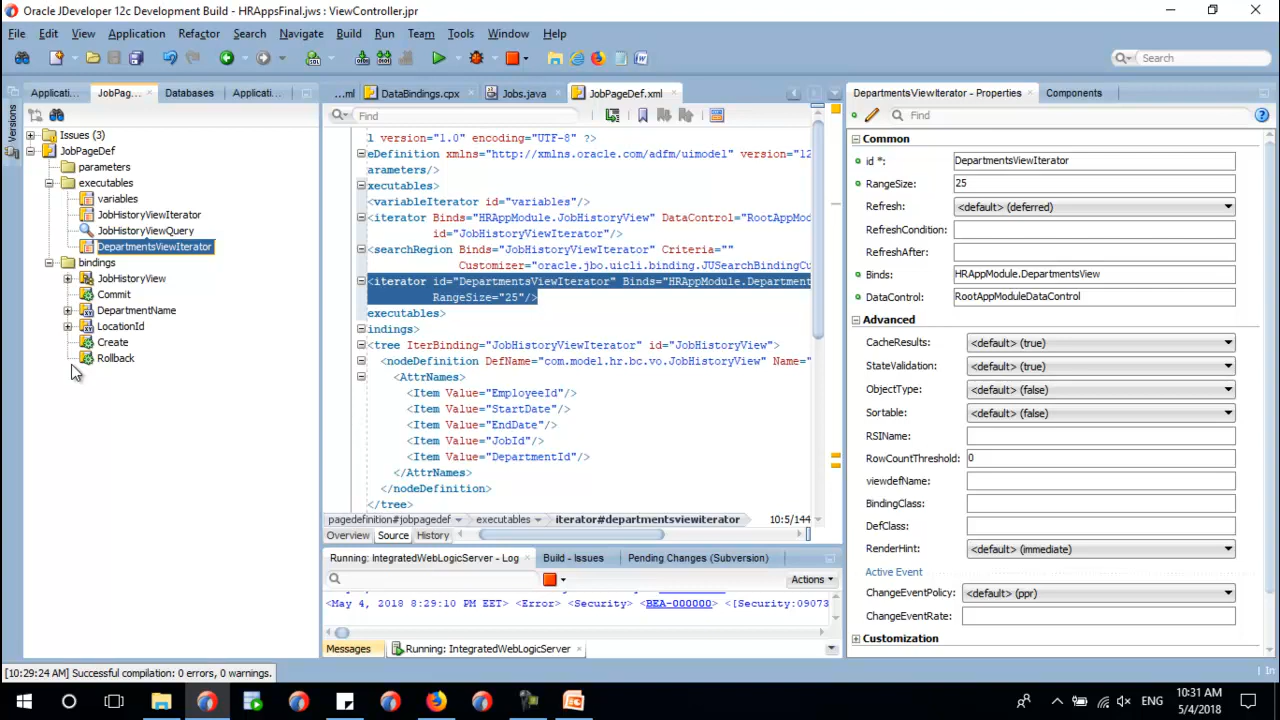 Oracle JDeveloper 12c Development Build - HRAppsFinal.jws : ViewController.jpr
File Edit View Application Refactor Search Navigate Build Run Team Tools Window Help
Search
Applicati... JobPag... Databases Applicati...
...ml DataBindings.cpx Jobs.java JobPageDef.xml
DepartmentsViewIterator - Properties Components
Versions
Issues (3)
JobPageDef
parameters
executables
variables
JobHistoryViewIterator
JobHistoryViewQuery
DepartmentsViewIterator
bindings
JobHistoryView
Commit
DepartmentName
LocationId
Create
Rollback
Find
l version="1.0" encoding="UTF-8" ?>
eDefinition xmlns="http://xmlns.oracle.com/adfm/uimodel" version="12
arameters/>
xecutables>
<variableIterator id="variables"/>
<iterator Binds="HRAppModule.JobHistoryView" DataControl="RootAppMod
id="JobHistoryViewIterator"/>
<searchRegion Binds="JobHistoryViewIterator" Criteria=""
Customizer="oracle.jbo.uicli.binding.JUSearchBindingCu
<iterator id="DepartmentsViewIterator" Binds="HRAppModule.Department
RangeSize="25"/>
executables>
indings>
<tree IterBinding="JobHistoryViewIterator" id="JobHistoryView">
<nodeDefinition DefName="com.model.hr.bc.vo.JobHistoryView" Name="
<AttrNames>
<Item Value="EmployeeId"/>
<Item Value="StartDate"/>
<Item Value="EndDate"/>
<Item Value="JobId"/>
<Item Value="DepartmentId"/>
</AttrNames>
</nodeDefinition>
</tree>
pagedefinition#jobpagedef executables iterator#departmentsviewiterator 10:5/144
Overview Source History
Running: IntegratedWebLogicServer - Log Build - Issues Pending Changes (Subversion)
Actions
<May 4, 2018 8:29:10 PM EET> <Error> <Security> <BEA-000000> <[Security:09073
Messages Running: IntegratedWebLogicServer
Find
Common
id *: DepartmentsViewIterator
RangeSize: 25
Refresh: <default> (deferred)
RefreshCondition:
RefreshAfter:
Binds: HRAppModule.DepartmentsView
DataControl: RootAppModuleDataControl
Advanced
CacheResults: <default> (true)
StateValidation: <default> (true)
ObjectType: <default> (false)
Sortable: <default> (false)
RSIName:
RowCountThreshold: 0
viewdefName:
BindingClass:
DefClass:
RenderHint: <default> (immediate)
Active Event
ChangeEventPolicy: <default> (ppr)
ChangeEventRate:
Customization
[10:29:24 AM] Successful compilation: 0 errors, 0 warnings.
ENG
10:31 AM
5/4/2018